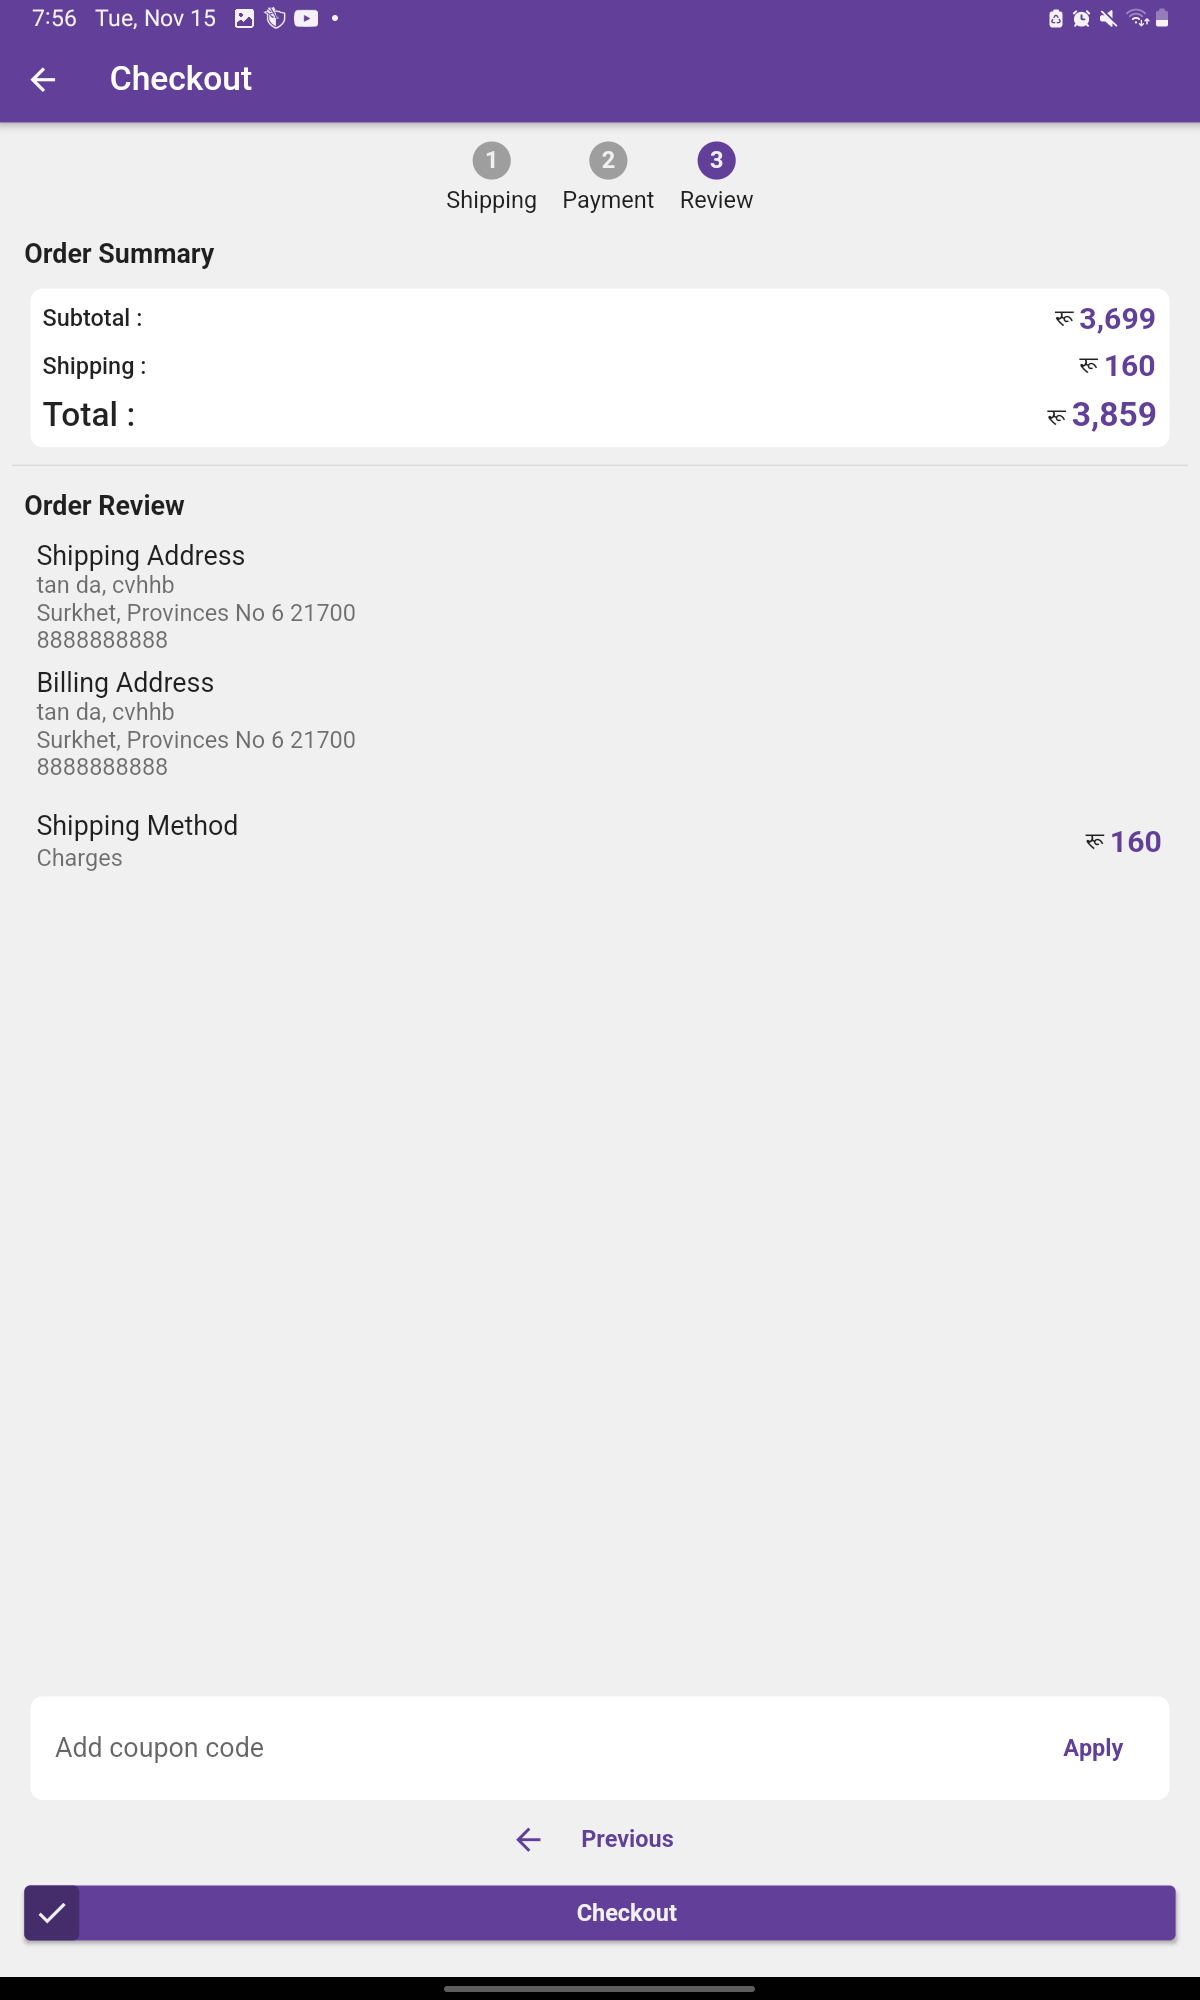 7:56 Tue, Nov 15
Checkout
1 2 3
Shipping Payment Review
Order Summary
Subtotal : रू 3,699
Shipping : रू 160
Total : रू 3,859
Order Review
Shipping Address
tan da, cvhhb
Surkhet, Provinces No 6 21700
8888888888
Billing Address
tan da, cvhhb
Surkhet, Provinces No 6 21700
8888888888
Shipping Method
Charges रू 160
Add coupon code Apply
Previous
Checkout